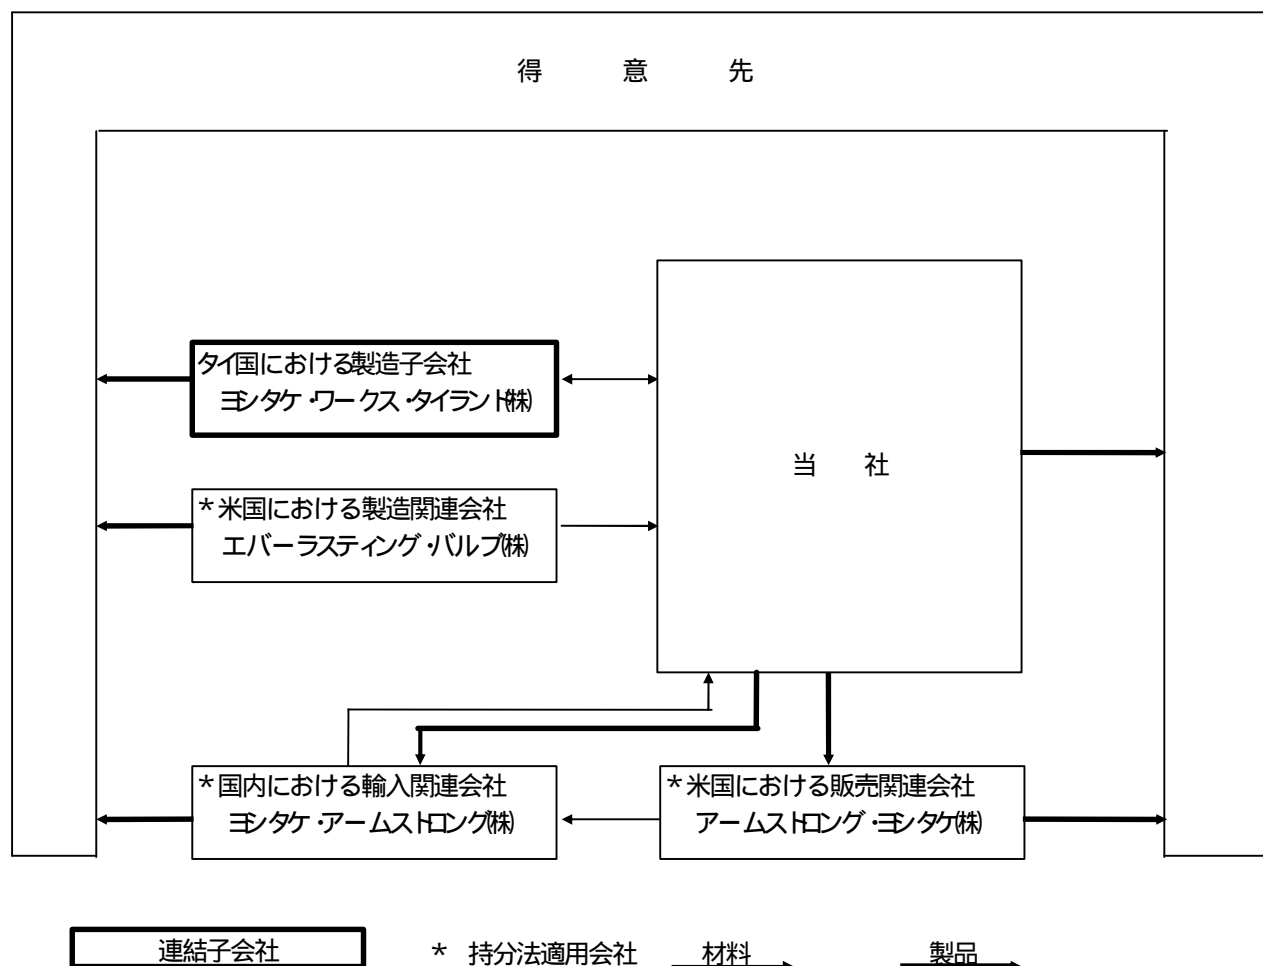 得 意 先
タイ国における製造子会社
ヨシタケ・ワークス・タイランド㈱
*米国における製造関連会社
エバーラスティング・バルブ㈱
当 社
*国内における輸入関連会社
ヨシタケ・アームストロング㈱
*米国における販売関連会社
アームストロング・ヨシタケ㈱
連結子会社 * 持分法適用会社 材料 製品